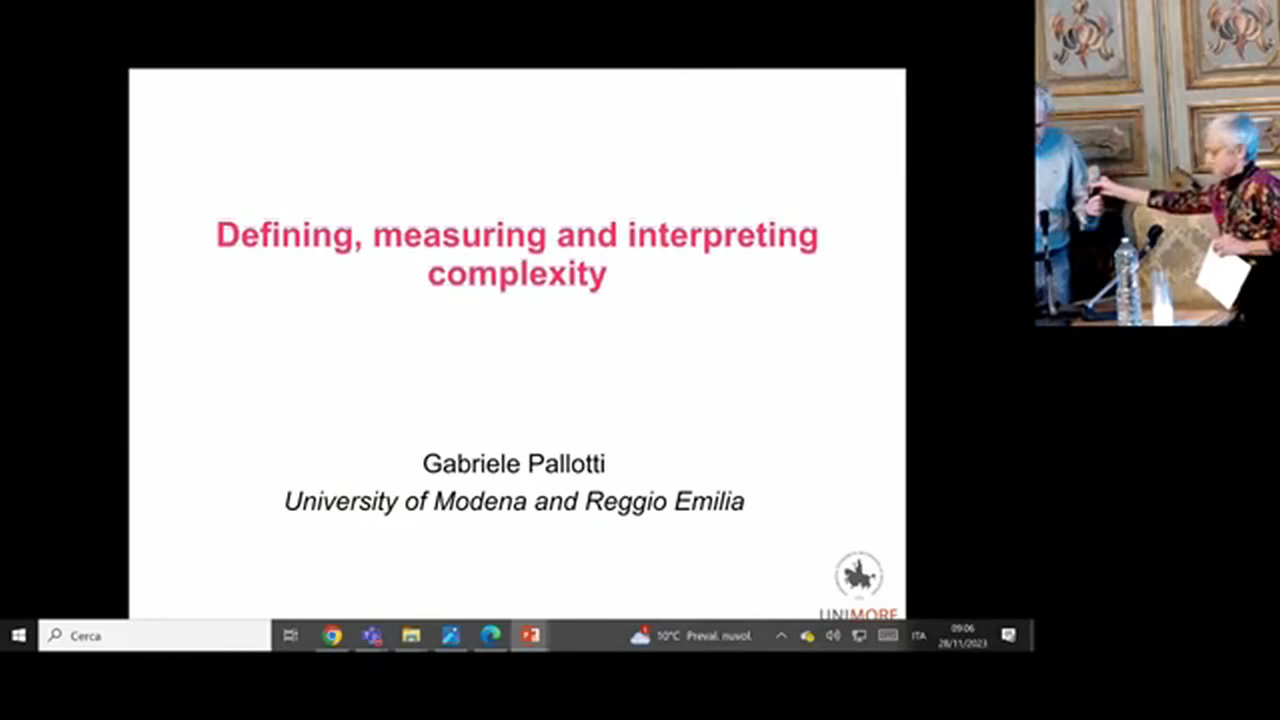 Defining, measuring and interpreting
complexity
Gabriele Pallotti
University of Modena and Reggio Emilia
UNIMORE
Cerca
10°C Preval. nuvol.
ITA
09:06
28/11/2023